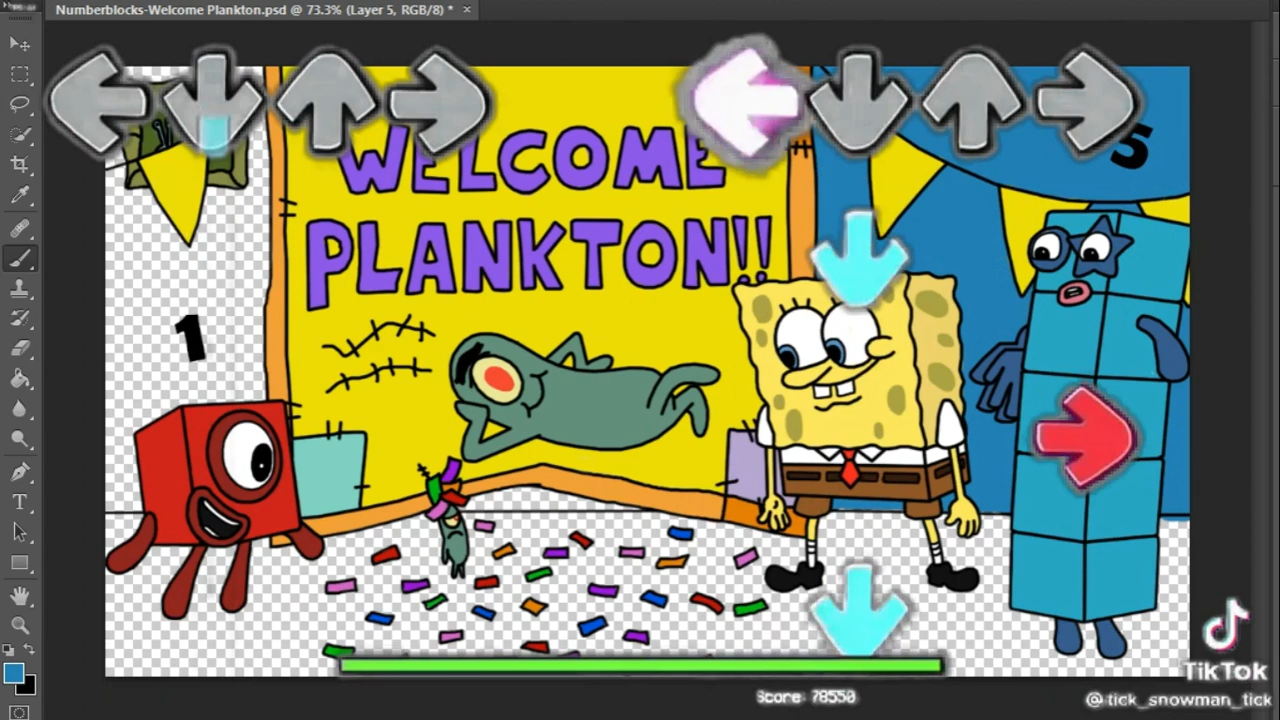 Numberblocks-Welcome Plankton.psd @ 73.3% (Layer 5, RGB/8) * ×
WELCOME
PLANKTON!!
1
5
T
Score: 78550
TikTok
@tick_snowman_tick